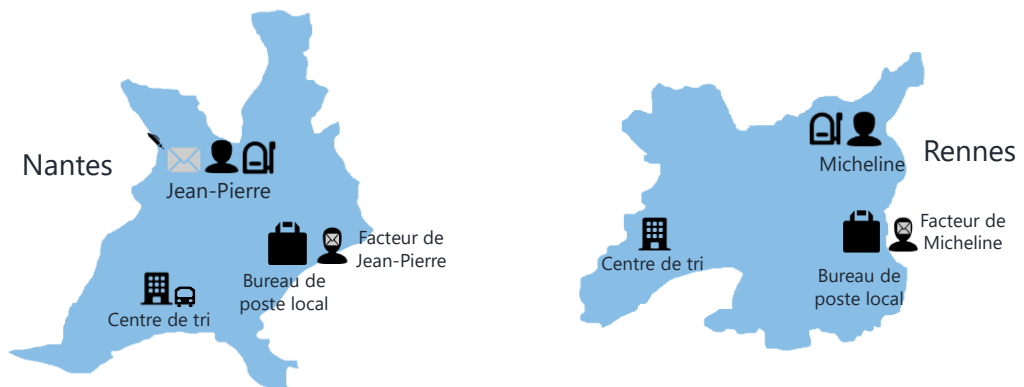 Nantes
Jean-Pierre
Facteur de
Jean-Pierre
Bureau de
poste local
Centre de tri
Micheline
Rennes
Facteur de
Micheline
Centre de tri
Bureau de
poste local